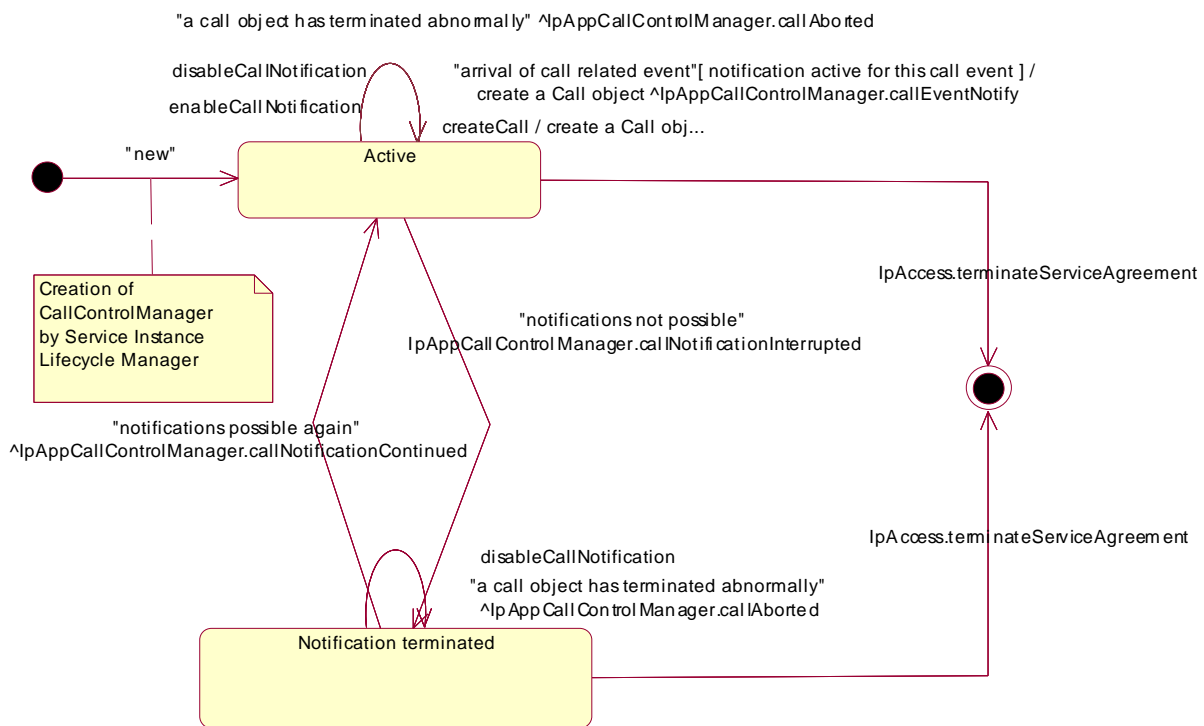 "a call object has terminated abnormally" ^IpAppCallControlManager.callAborted
disableCallNotification
"arrival of call related event"[ notification active for this call event ] /
enableCallNotification
create a Call object ^IpAppCallControlManager.callEventNotify
createCall / create a Call obj...
"new"
Active
IpAccess.terminateServiceAgreement
Creation of
CallControlManager
by Service Instance
Lifecycle Manager
"notifications not possible"
IpAppCallControlManager.callNotificationInterrupted
"notifications possible again"
^IpAppCallControlManager.callNotificationContinued
IpAccess.terminateServiceAgreement
disableCallNotification
"a call object has terminated abnormally"
^IpAppCallControlManager.callAborted
Notification terminated